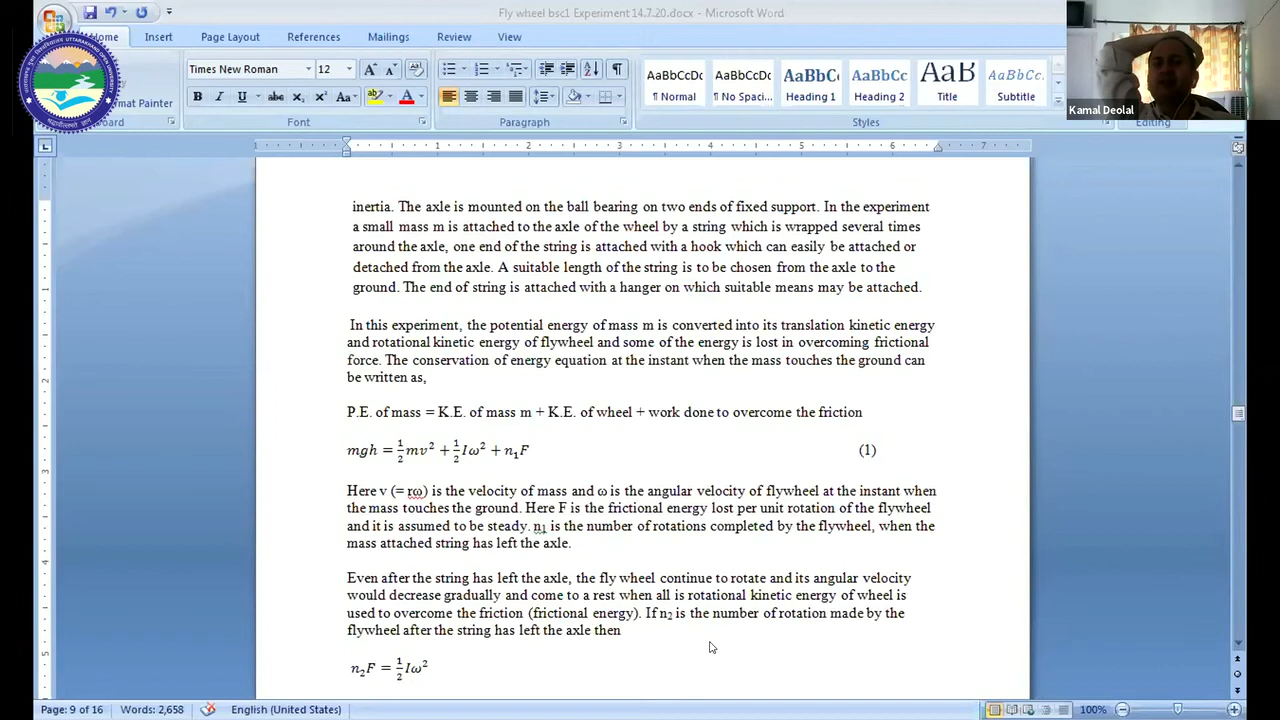 Fly wheel bsc1 Experiment 14.7.20.docx - Microsoft Word
Home Insert Page Layout References Mailings Review View
Kamal Deolal
Times New Roman 12
AaBbCcDc AaBbCcDc AaBbC AaBbCc AaB AaBbCcDc
mat Painter
¶ Normal ¶ No Spaci... Heading 1 Heading 2 Title Subtitle
board Font Paragraph Styles Editing
inertia. The axle is mounted on the ball bearing on two ends of fixed support. In the experiment
a small mass m is attached to the axle of the wheel by a string which is wrapped several times
around the axle, one end of the string is attached with a hook which can easily be attached or
detached from the axle. A suitable length of the string is to be chosen from the axle to the
ground. The end of string is attached with a hanger on which suitable means may be attached.
In this experiment, the potential energy of mass m is converted into its translation kinetic energy
and rotational kinetic energy of flywheel and some of the energy is lost in overcoming frictional
force. The conservation of energy equation at the instant when the mass touches the ground can
be written as,
P.E. of mass = K.E. of mass m + K.E. of wheel + work done to overcome the friction
mgh = 1/2 mv² + 1/2 Iω² + n₁F (1)
Here v (= rω) is the velocity of mass and ω is the angular velocity of flywheel at the instant when
the mass touches the ground. Here F is the frictional energy lost per unit rotation of the flywheel
and it is assumed to be steady. n₁ is the number of rotations completed by the flywheel, when the
mass attached string has left the axle.
Even after the string has left the axle, the fly wheel continue to rotate and its angular velocity
would decrease gradually and come to a rest when all is rotational kinetic energy of wheel is
used to overcome the friction (frictional energy). If n₂ is the number of rotation made by the
flywheel after the string has left the axle then
n₂F = 1/2 Iω²
Page: 9 of 16 Words: 2,658 English (United States) 100%